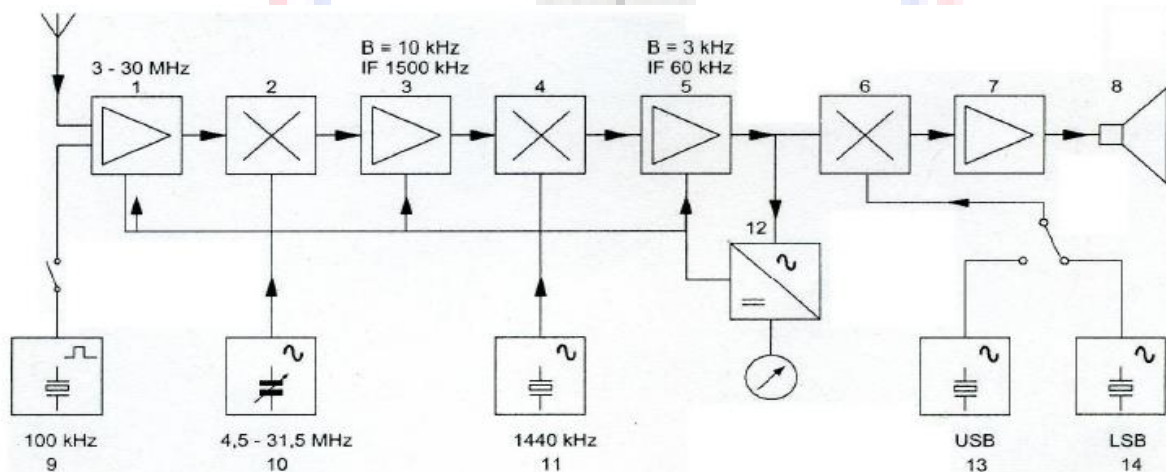 B = 10 kHz
IF 1500 kHz
B = 3 kHz
IF 60 kHz
3 - 30 MHz
1
2
3
4
5
6
7
8
12
100 kHz
4,5 - 31,5 MHz
1440 kHz
USB
LSB
9
10
11
13
14